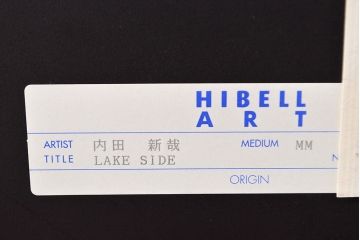 HIBELL
ART
ARTIST 内田 新哉 MEDIUM MM
TITLE LAKE SIDE N
ORIGIN